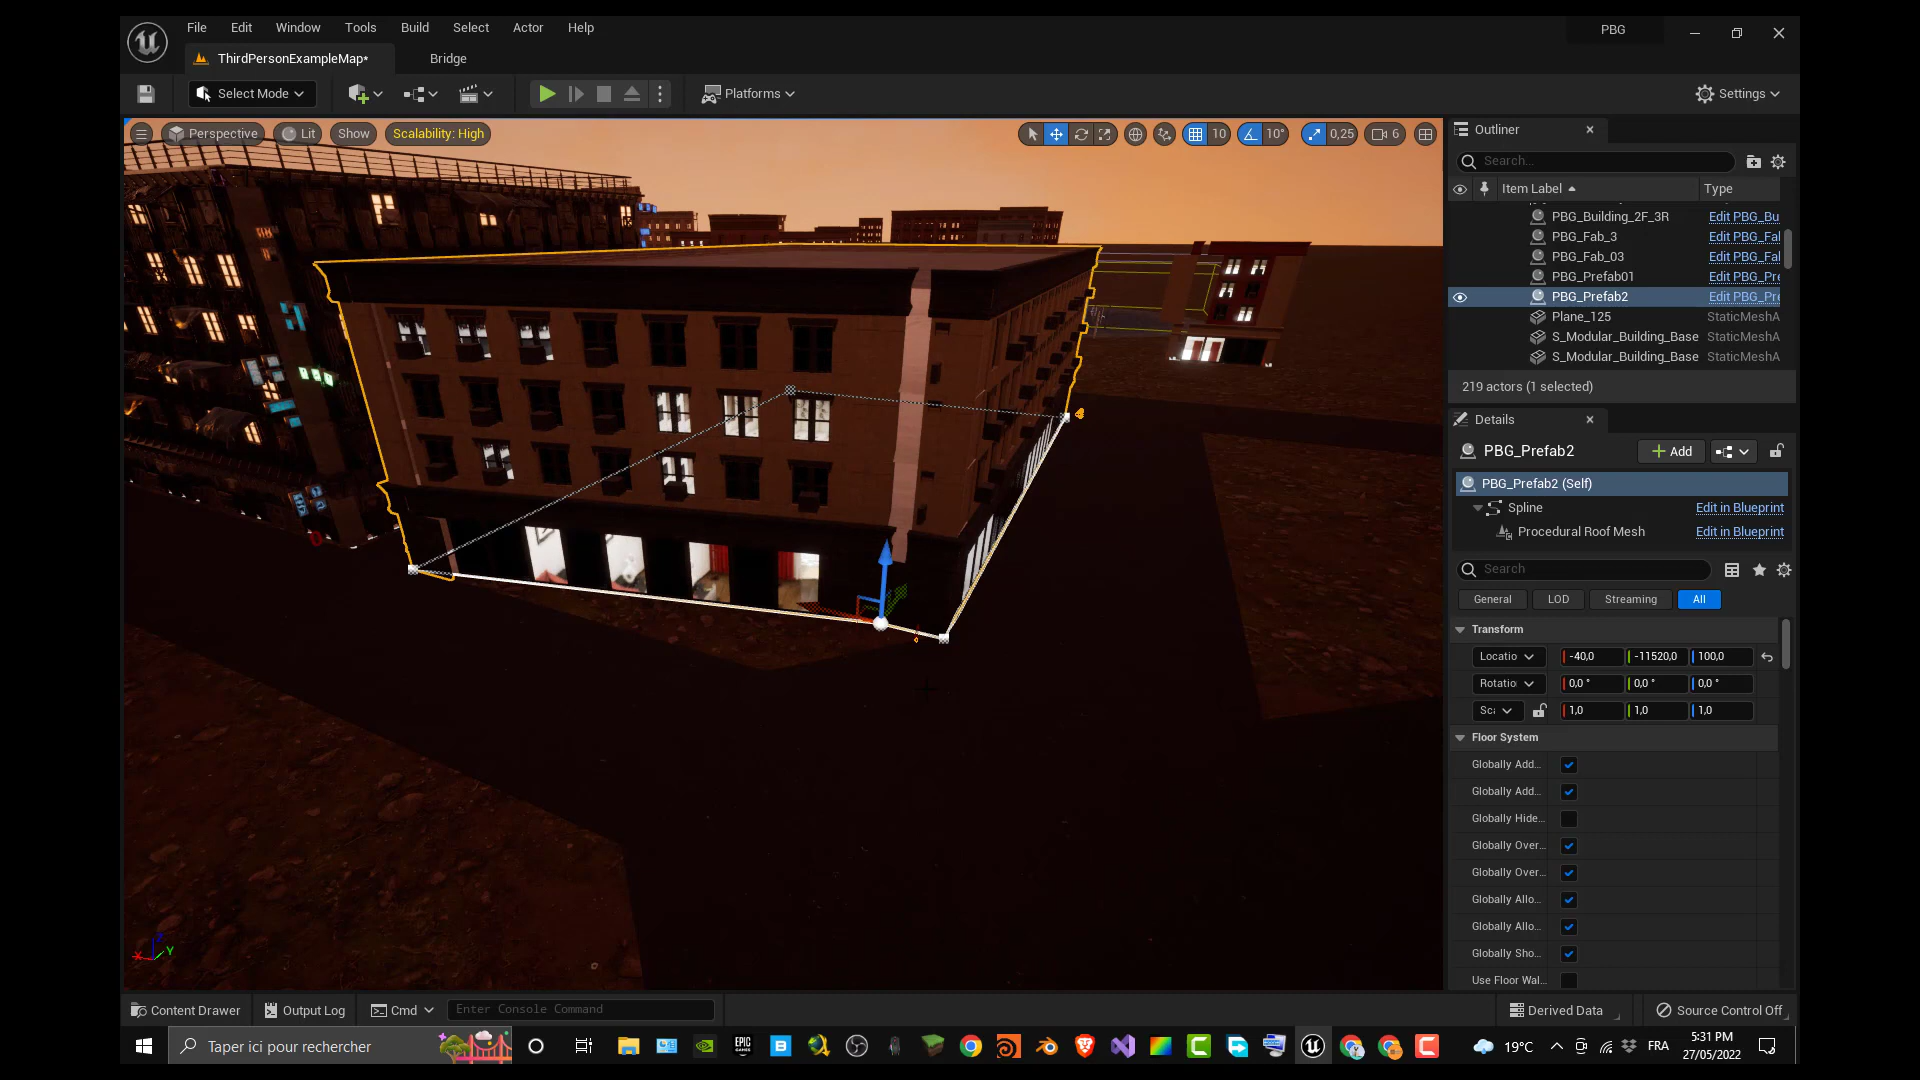 File Edit Window Tools Build Select Actor Help
PBG
ThirdPersonExampleMap*
Bridge
Select Mode
Platforms
Settings
Perspective
Lit
Show
Scalability: High
10
10°
0,25
6
Outliner
Search...
Item Label
Type
PBG_Building_2F_3R Edit PBG_Bu
PBG_Fab_3 Edit PBG_Fal
PBG_Fab_03 Edit PBG_Fal
PBG_Prefab01 Edit PBG_Pre
PBG_Prefab2 Edit PBG_Pre
Plane_125 StaticMeshA
S_Modular_Building_Base StaticMeshA
S_Modular_Building_Base StaticMeshA
219 actors (1 selected)
Details
PBG_Prefab2
Add
PBG_Prefab2 (Self)
Spline Edit in Blueprint
Procedural Roof Mesh Edit in Blueprint
Search
General LOD Streaming All
Transform
Locatio -40,0 -11520,0 100,0
Rotatio 0,0 ° 0,0 ° 0,0 °
Sca 1,0 1,0 1,0
Floor System
Globally Add...
Globally Add...
Globally Hide...
Globally Over...
Globally Over...
Globally Allo...
Globally Allo...
Globally Sho...
Use Floor Wal...
X Y
Content Drawer
Output Log
Cmd
Enter Console Command
Derived Data
Source Control Off
Taper ici pour rechercher
EPIC
GAMES
19°C
FRA
5:31 PM
27/05/2022